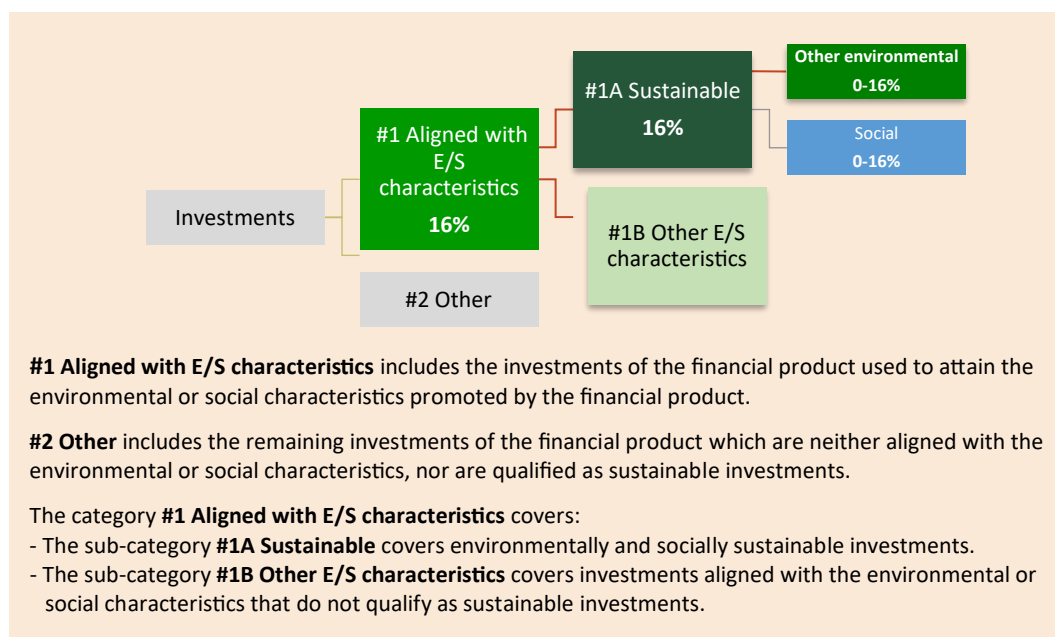 Investments
#1 Aligned with
E/S
characteristics
16%
#2 Other
#1A Sustainable
16%
#1B Other E/S
characteristics
Other environmental
0-16%
Social
0-16%
#1 Aligned with E/S characteristics includes the investments of the financial product used to attain the
environmental or social characteristics promoted by the financial product.
#2 Other includes the remaining investments of the financial product which are neither aligned with the
environmental or social characteristics, nor are qualified as sustainable investments.
The category #1 Aligned with E/S characteristics covers:
- The sub-category #1A Sustainable covers environmentally and socially sustainable investments.
- The sub-category #1B Other E/S characteristics covers investments aligned with the environmental or
social characteristics that do not qualify as sustainable investments.